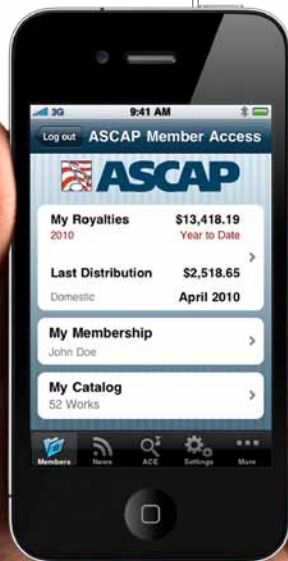 3G 9:41 AM
Log out ASCAP Member Access
ASCAP
My Royalties $13,418.19
2010 Year to Date
Last Distribution $2,518.65
Domestic April 2010
My Membership
John Doe
My Catalog
52 Works
Members News ACE Settings More